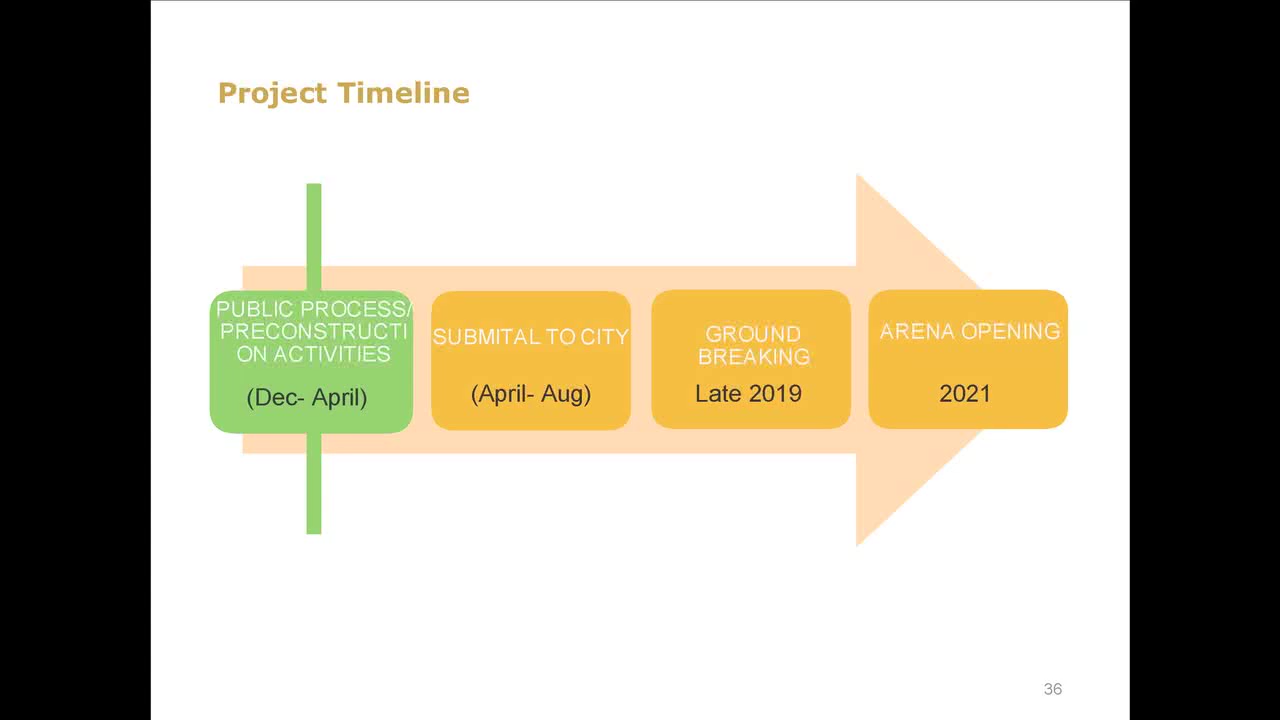 Project Timeline
PUBLIC PROCESS/
PRECONSTRUCTI
ON ACTIVITIES
(Dec- April)
SUBMITAL TO CITY
(April- Aug)
GROUND
BREAKING
Late 2019
ARENA OPENING
2021
36